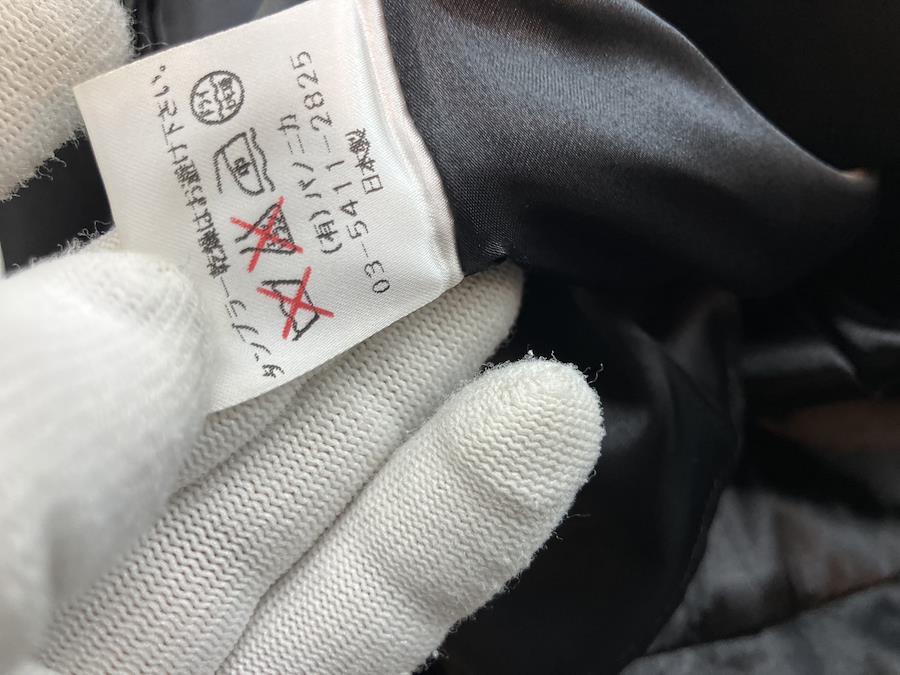 タンブラー乾燥はお避け下さい。
(有)パノニカ
03-5411-2825
日本製